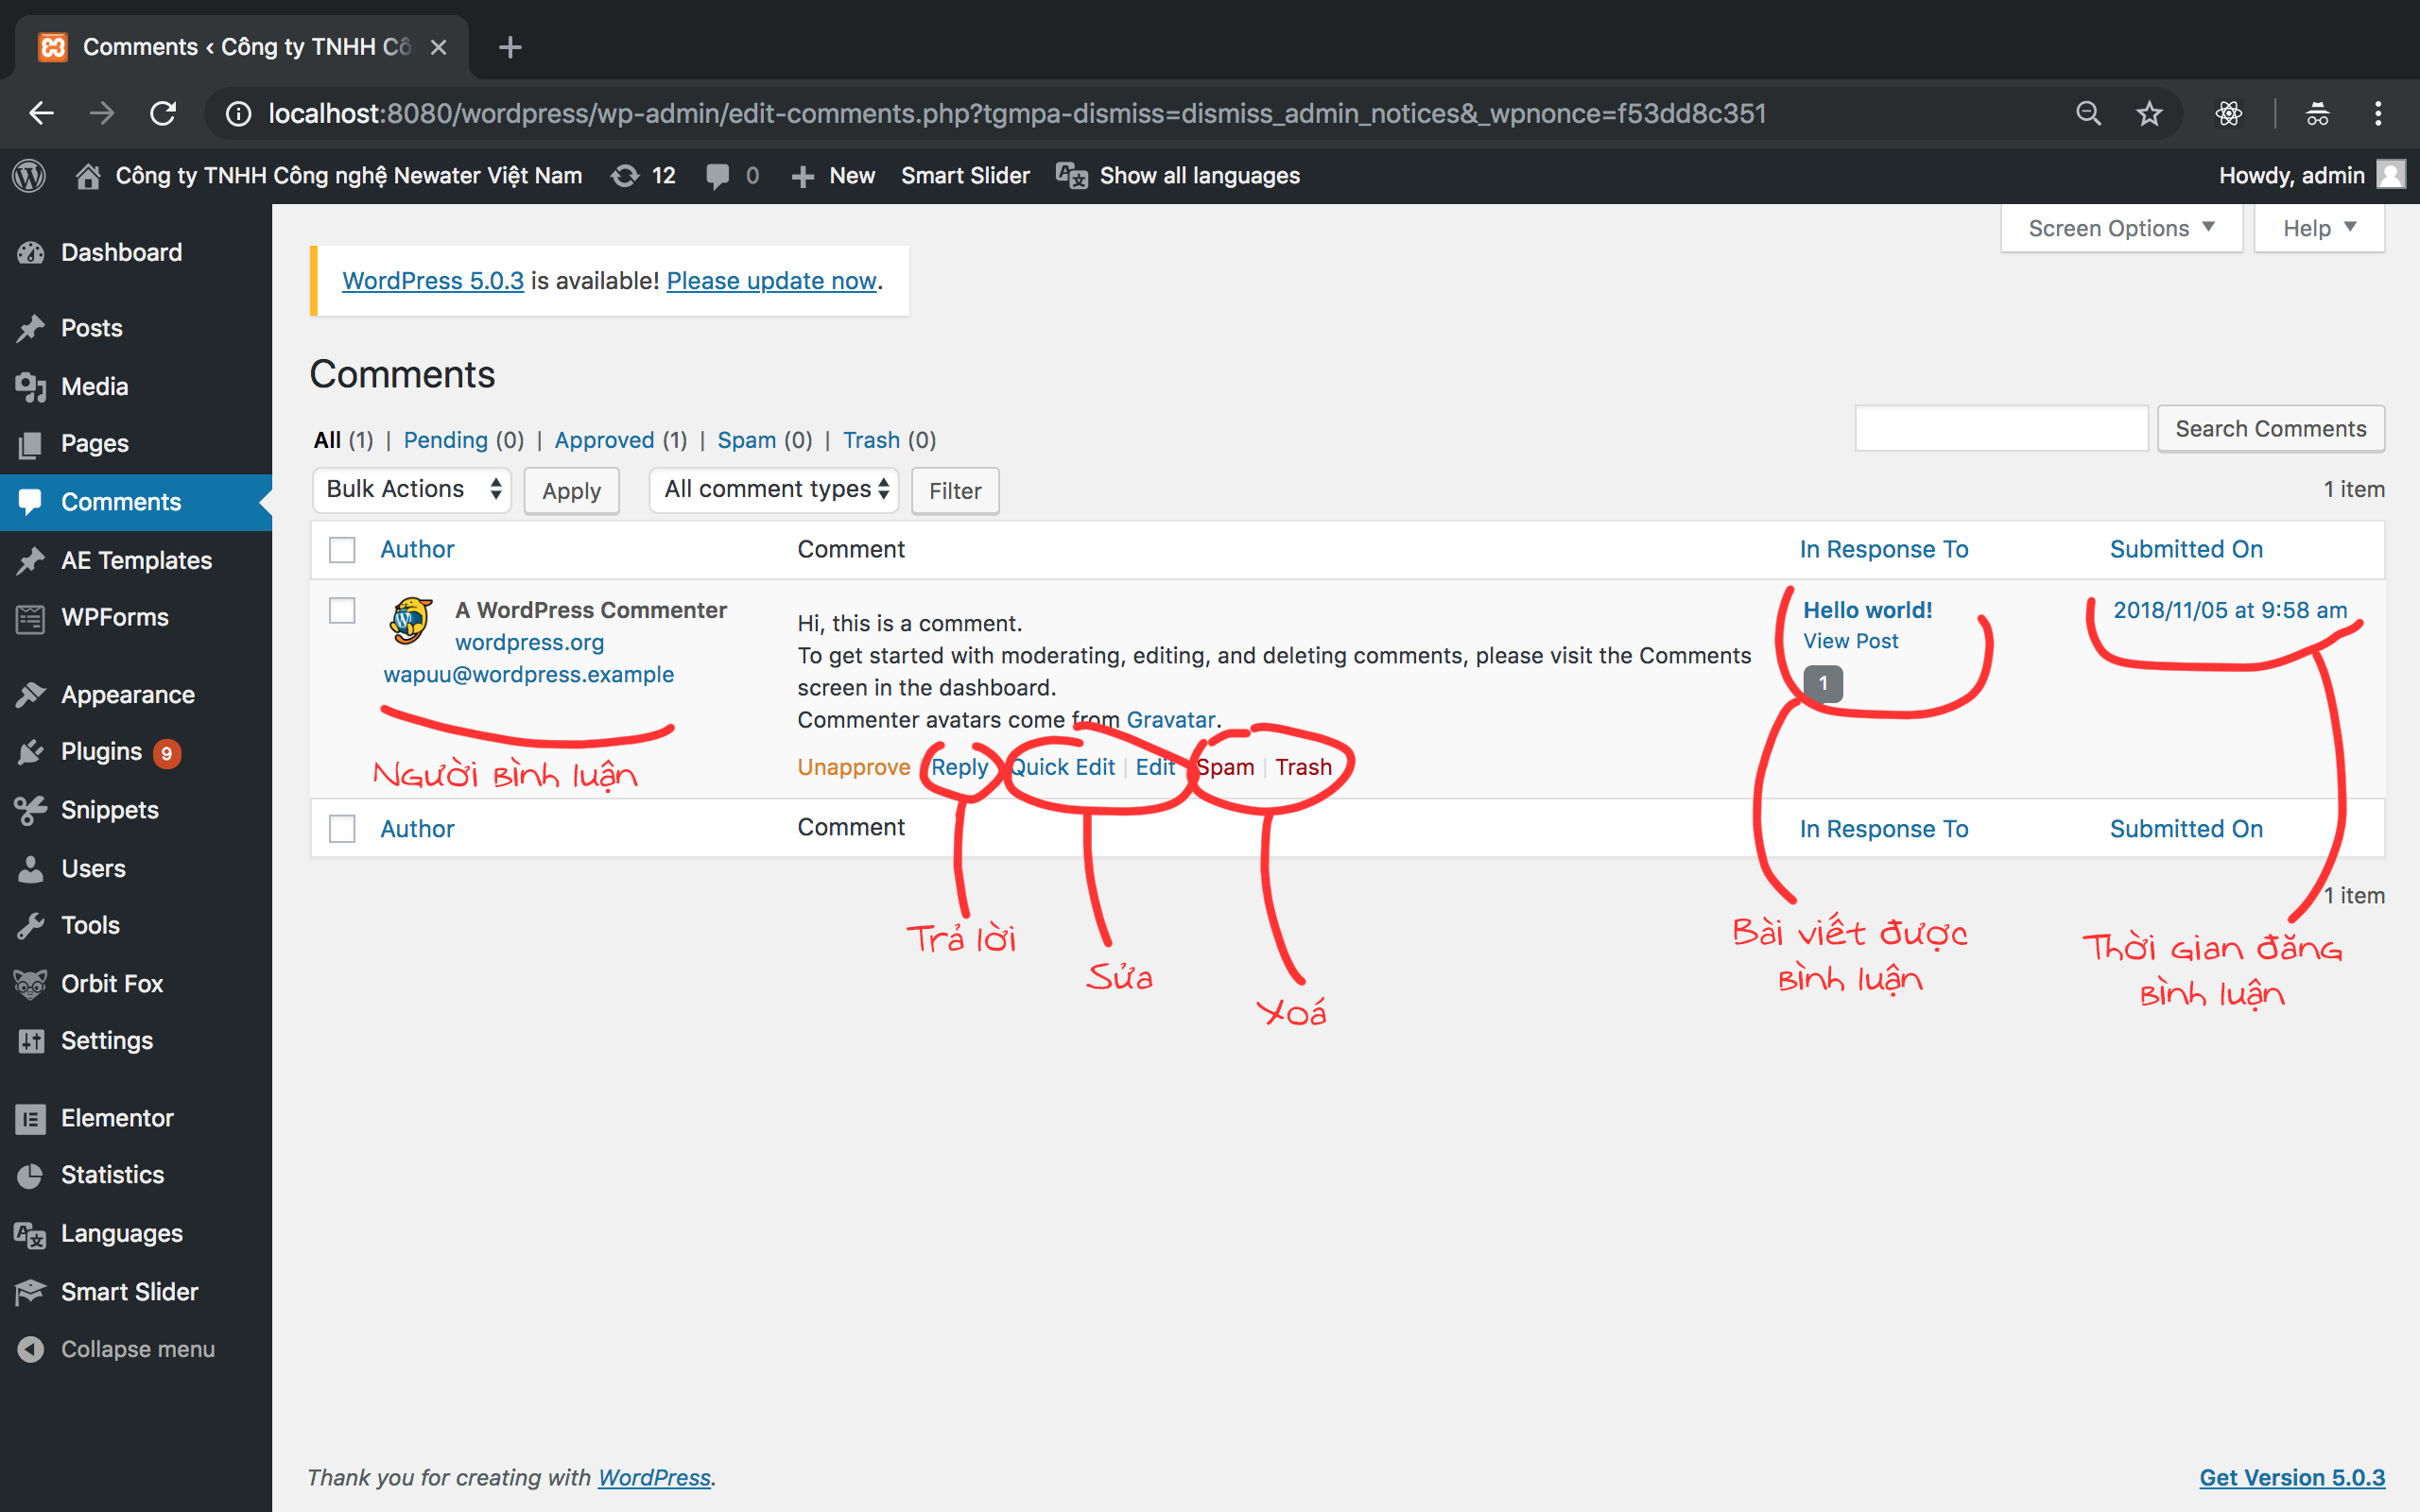 Comments ‹ Công ty TNHH Cô
localhost:8080/wordpress/wp-admin/edit-comments.php?tgmpa-dismiss=dismiss_admin_notices&_wpnonce=f53dd8c351
Công ty TNHH Công nghệ Newater Việt Nam 12 0 New Smart Slider Show all languages Howdy, admin
Screen Options Help
Dashboard
Posts
Media
Pages
Comments
AE Templates
WPForms
Appearance
Plugins 9
Snippets
Users
Tools
Orbit Fox
Settings
Elementor
Statistics
Languages
Smart Slider
Collapse menu
WordPress 5.0.3 is available! Please update now.
Comments
All (1) | Pending (0) | Approved (1) | Spam (0) | Trash (0)
Search Comments
Bulk Actions Apply All comment types Filter 1 item
Author Comment In Response To Submitted On
A WordPress Commenter
wordpress.org
wapuu@wordpress.example
Người bình luận
Hi, this is a comment.
To get started with moderating, editing, and deleting comments, please visit the Comments
screen in the dashboard.
Commenter avatars come from Gravatar.
Unapprove | Reply | Quick Edit | Edit | Spam | Trash
Hello world!
View Post
1
2018/11/05 at 9:58 am
Author Comment In Response To Submitted On
1 item
Trả lời
Sửa
Xoá
Bài viết được
bình luận
Thời gian đăng
bình luận
Thank you for creating with WordPress. Get Version 5.0.3